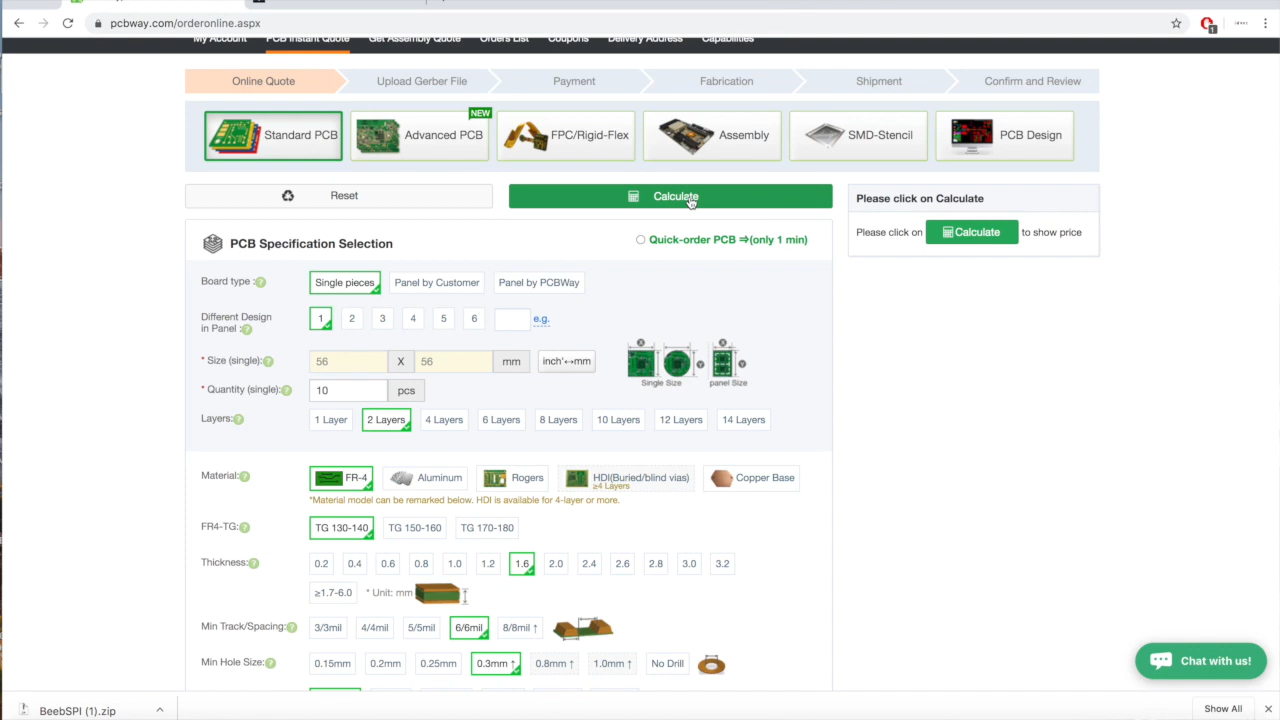 pcbway.com/orderonline.aspx
1
My Account PCB Instant Quote Get Assembly Quote Orders List Coupons Delivery Address Capabilities
Online Quote Upload Gerber File Payment Fabrication Shipment Confirm and Review
NEW
Standard PCB Advanced PCB FPC/Rigid-Flex Assembly SMD-Stencil PCB Design
Reset Calculate
Please click on Calculate
Please click on Calculate to show price
PCB Specification Selection
Quick-order PCB ⇒(only 1 min)
Board type :? Single pieces Panel by Customer Panel by PCBWay
Different Design
in Panel :? 1 2 3 4 5 6 e.g.
* Size (single):? 56 X 56 mm inch'↔mm
X X
Y Y
Single Size panel Size
* Quantity (single):? 10 pcs
Layers:? 1 Layer 2 Layers 4 Layers 6 Layers 8 Layers 10 Layers 12 Layers 14 Layers
Material:? FR-4 Aluminum Rogers HDI(Buried/blind vias) Copper Base
≥4 Layers
*Material model can be remarked below. HDI is available for 4-layer or more.
FR4-TG:? TG 130-140 TG 150-160 TG 170-180
Thickness:? 0.2 0.4 0.6 0.8 1.0 1.2 1.6 2.0 2.4 2.6 2.8 3.0 3.2
≥1.7-6.0 * Unit: mm
Min Track/Spacing:? 3/3mil 4/4mil 5/5mil 6/6mil 8/8mil ↑
Min Hole Size:? 0.15mm 0.2mm 0.25mm 0.3mm ↑ 0.8mm ↑ 1.0mm ↑ No Drill
Chat with us!
BeebSPI (1).zip
Show All